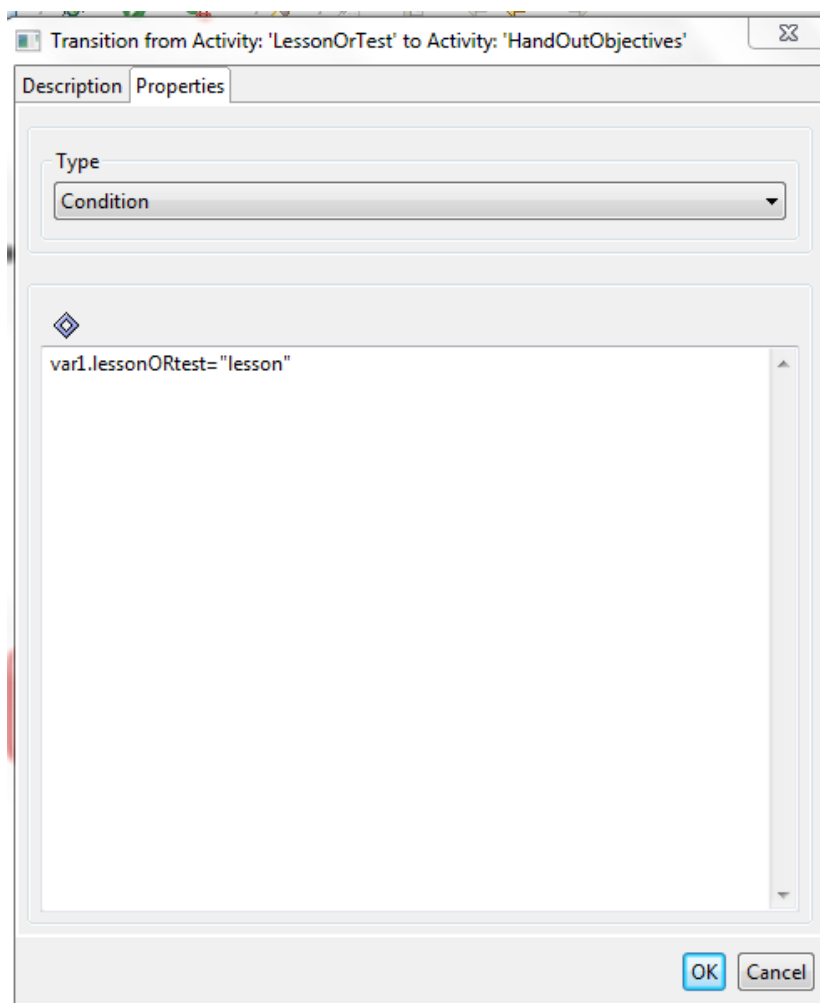 Transition from Activity: 'LessonOrTest' to Activity: 'HandOutObjectives'
Description Properties
Type
Condition
var1.lessonORtest="lesson"
OK Cancel